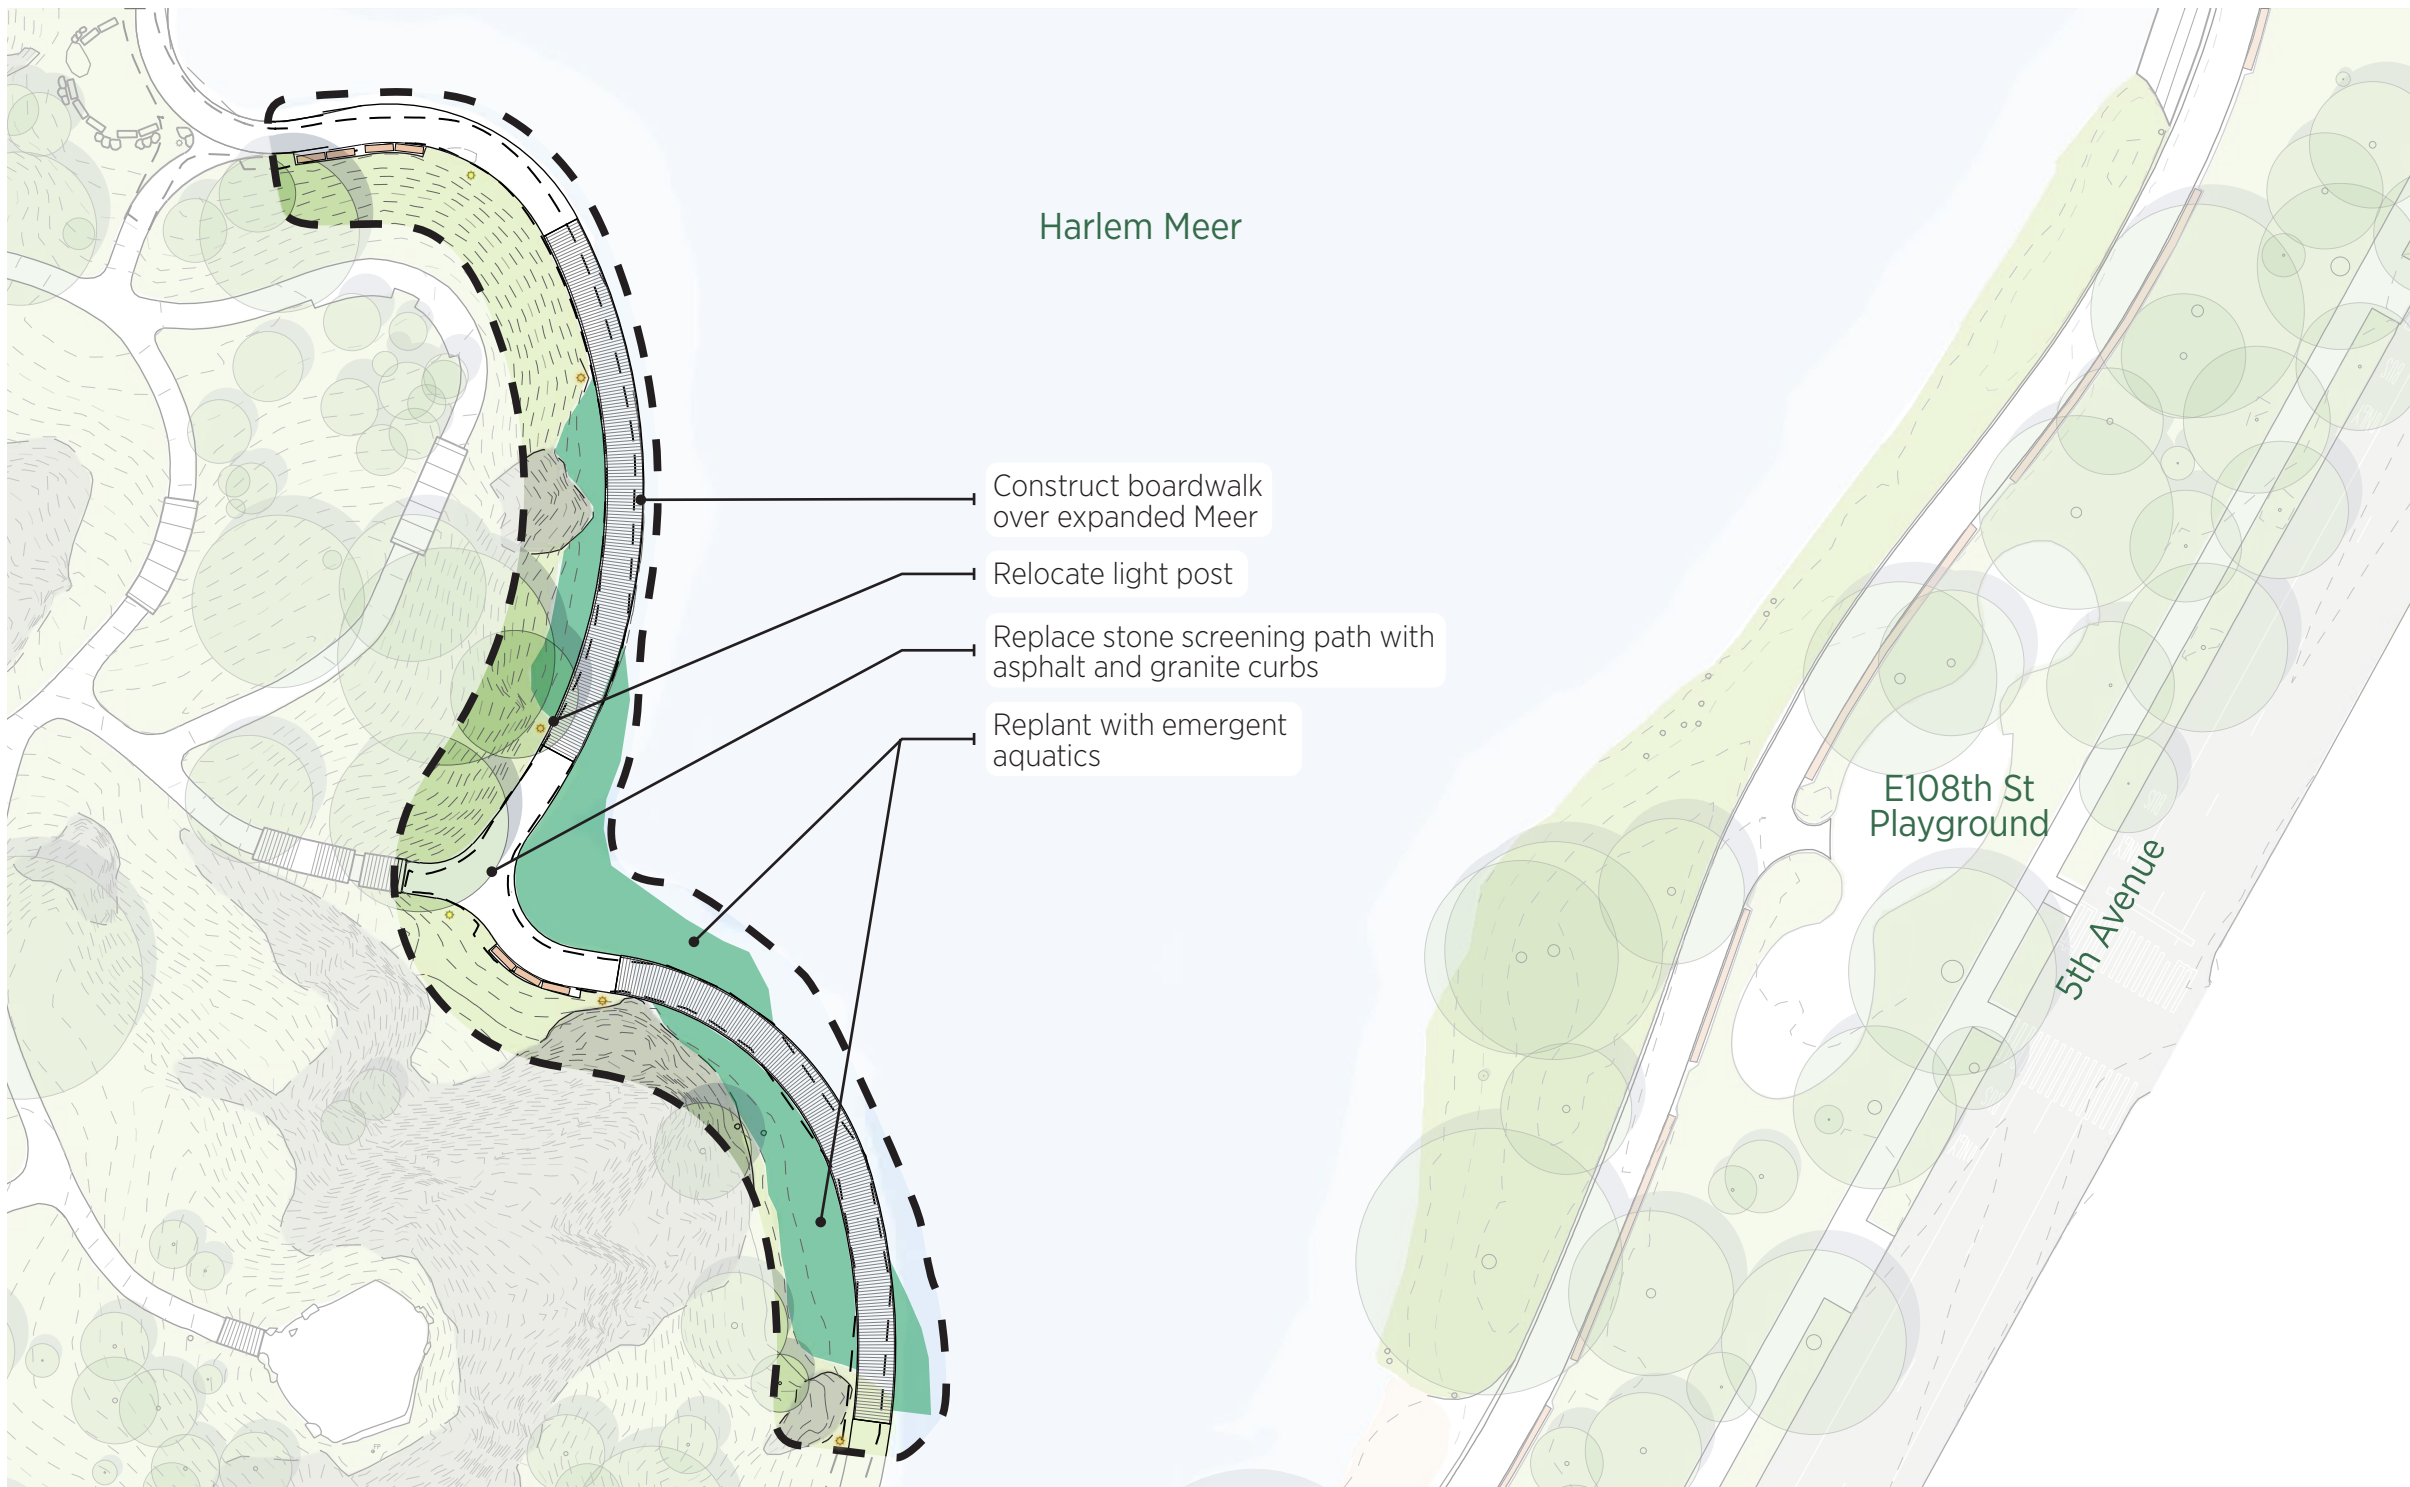 Harlem Meer
Construct boardwalk
over expanded Meer
Relocate light post
Replace stone screening path with
asphalt and granite curbs
Replant with emergent
aquatics
E108th St
Playground
5th Avenue